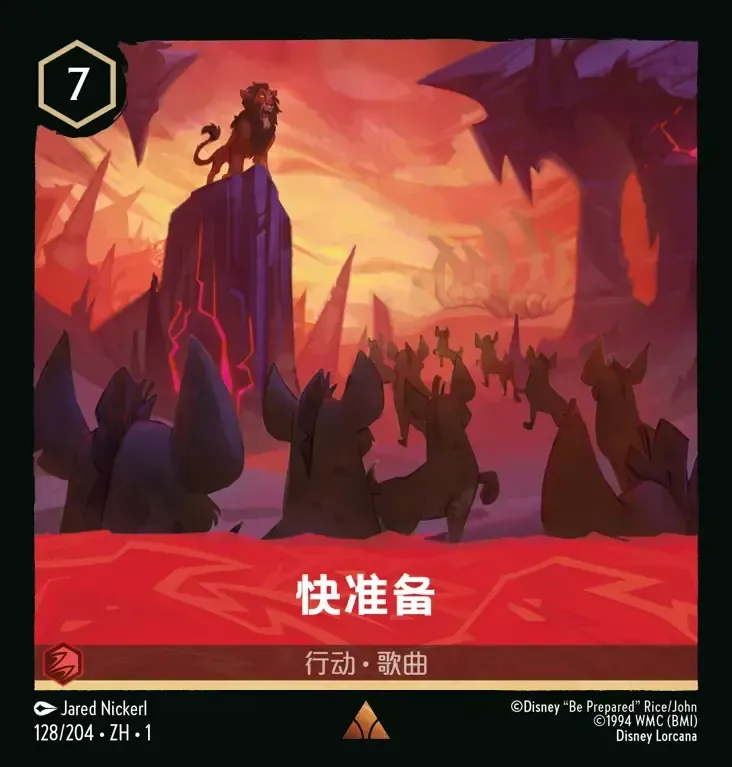 7
快准备
行动 • 歌曲
Jared Nickerl
128/204 • ZH • 1
©Disney “Be Prepared” Rice/John
©1994 WMC (BMI)
Disney Lorcana